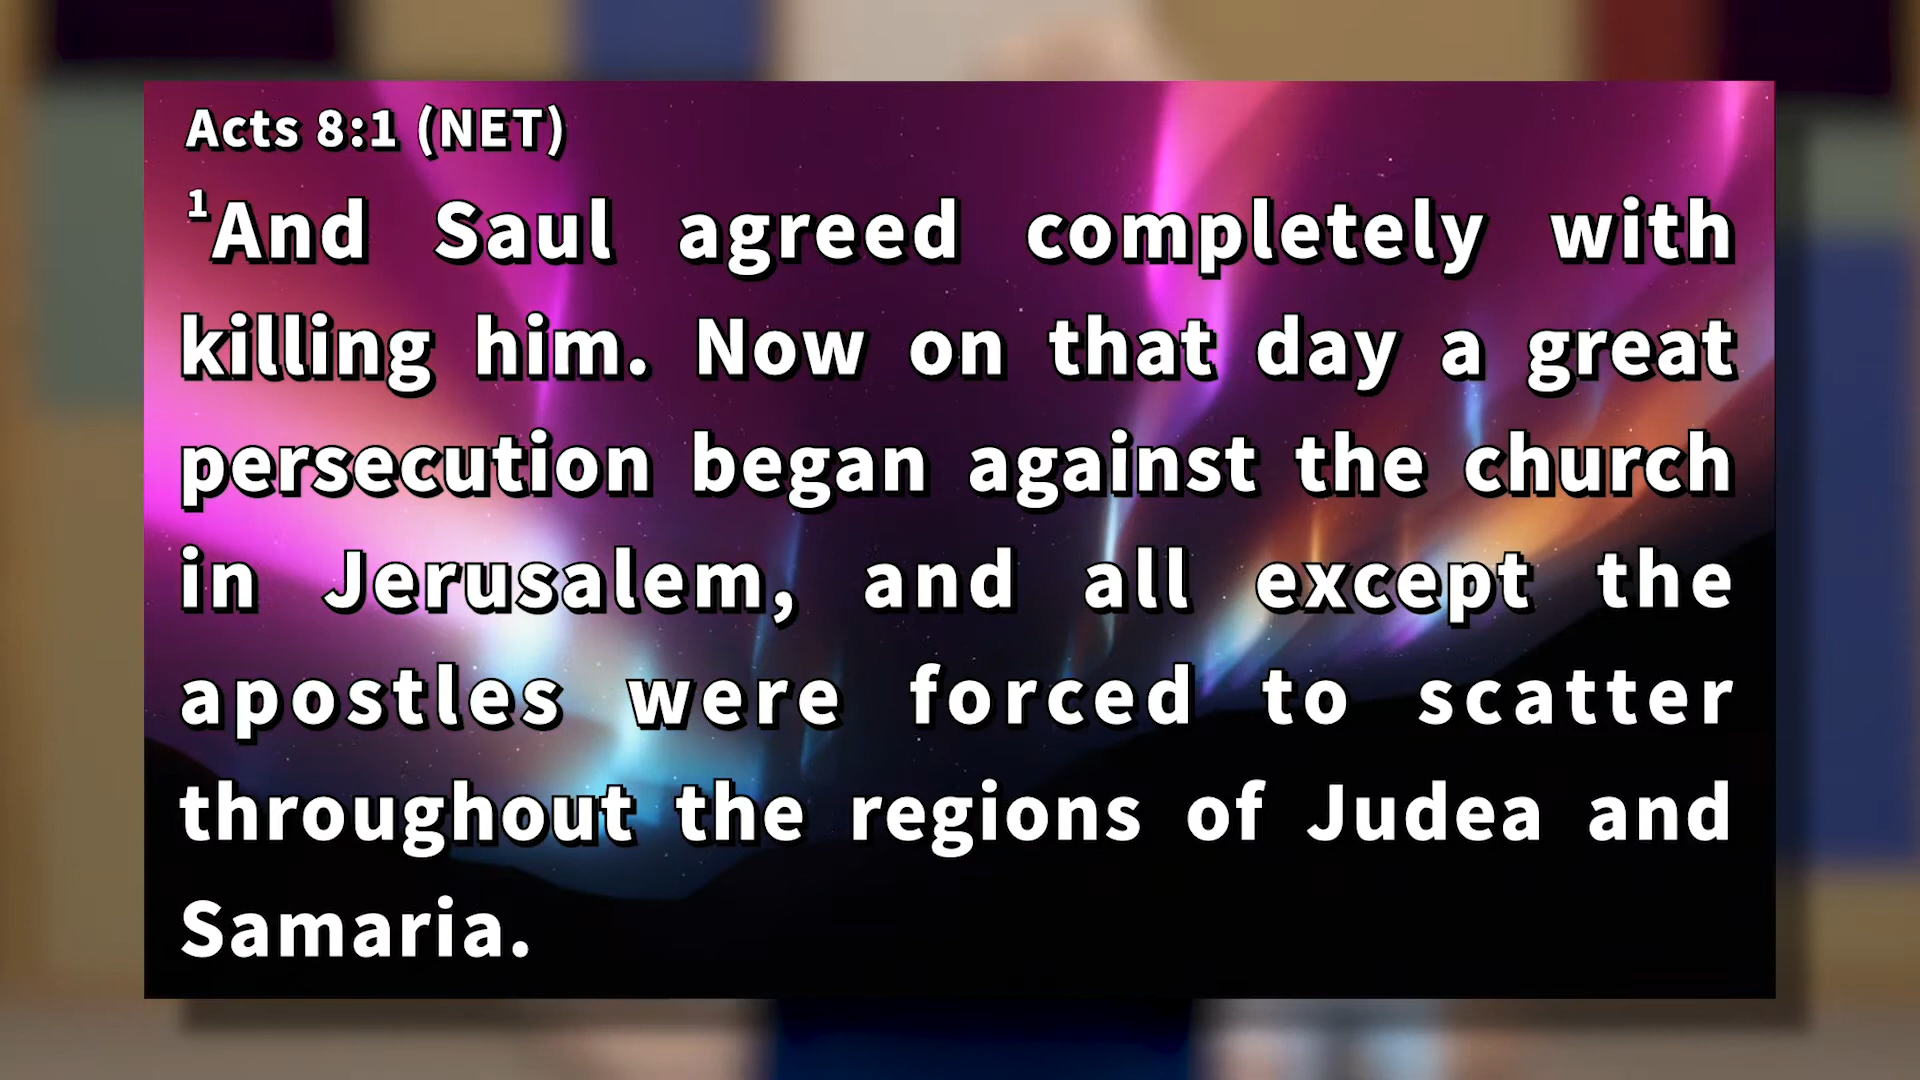 Acts 8:1 (NET)
¹And Saul agreed completely with
killing him. Now on that day a great
persecution began against the church
in Jerusalem, and all except the
apostles were forced to scatter
throughout the regions of Judea and
Samaria.